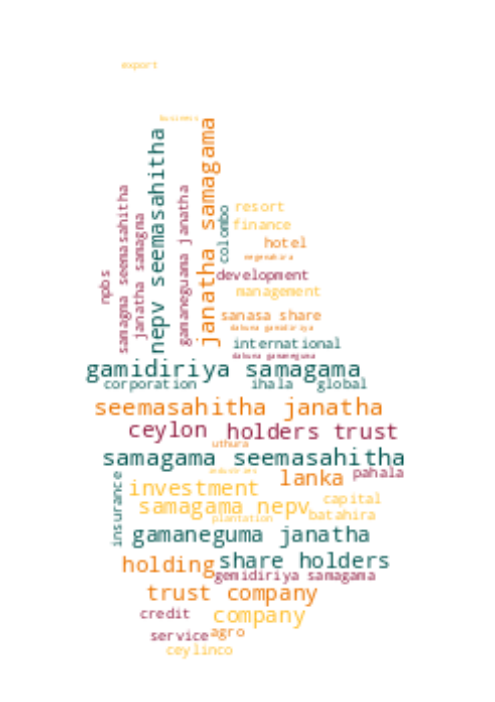 export
business
nepv seemasahitha
janatha samagama
samagma seemasahitha
janatha samagma
gamaneguama janatha
npbs
colombo
resort
finance
hotel
negenahira
development
management
sanasa share
dakuna gamidiriya
international
dakuna gamaneguma
gamidiriya samagama
corporation
ihala
global
seemasahitha janatha
ceylon
holders trust
uthura
samagama seemasahitha
industries
lanka
pahala
insurance
investment
capital
samagama nepv
batahira
plantation
gamaneguma janatha
share holders
holding
gemidiriya samagama
trust company
credit
company
service
agro
ceylinco